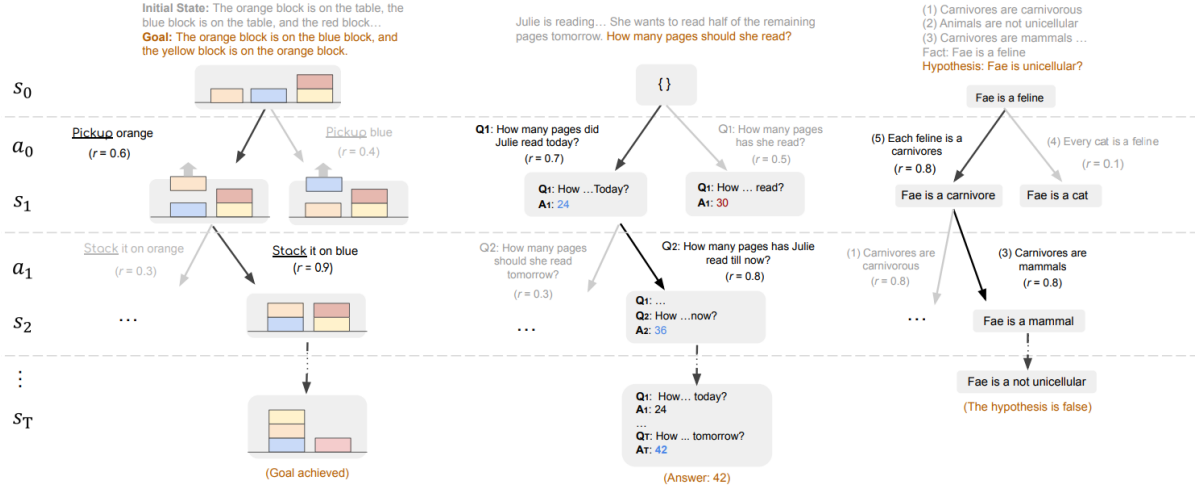 Initial State: The orange block is on the table, the
blue block is on the table, and the red block…
Goal: The orange block is on the blue block, and
the yellow block is on the orange block.
Julie is reading… She wants to read half of the remaining
pages tomorrow. How many pages should she read?
(1) Carnivores are carnivorous
(2) Animals are not unicellular
(3) Carnivores are mammals …
Fact: Fae is a feline
Hypothesis: Fae is unicellular?
s0
{ }
Fae is a feline
a0
Pickup orange
(r = 0.6)
Pickup blue
(r = 0.4)
Q1: How many pages did
Julie read today?
(r = 0.7)
Q1: How many pages
has she read?
(r = 0.5)
(5) Each feline is a
carnivores
(r = 0.8)
(4) Every cat is a feline
(r = 0.1)
s1
Q1: How …Today?
A1: 24
Q1: How … read?
A1: 30
Fae is a carnivore
Fae is a cat
a1
Stack it on orange
(r = 0.3)
Stack it on blue
(r = 0.9)
Q2: How many pages
should she read
tomorrow?
(r = 0.3)
Q2: How many pages has Julie
read till now?
(r = 0.8)
(1) Carnivores are
carnivorous
(r = 0.8)
(3) Carnivores are
mammals
(r = 0.8)
s2
…
…
Q1: …
Q2: How …now?
A2: 36
…
Fae is a mammal
⋮
Fae is a not unicellular
(The hypothesis is false)
sT
Q1: How… today?
A1: 24
…
QT: How ... tomorrow?
AT: 42
(Goal achieved)
(Answer: 42)